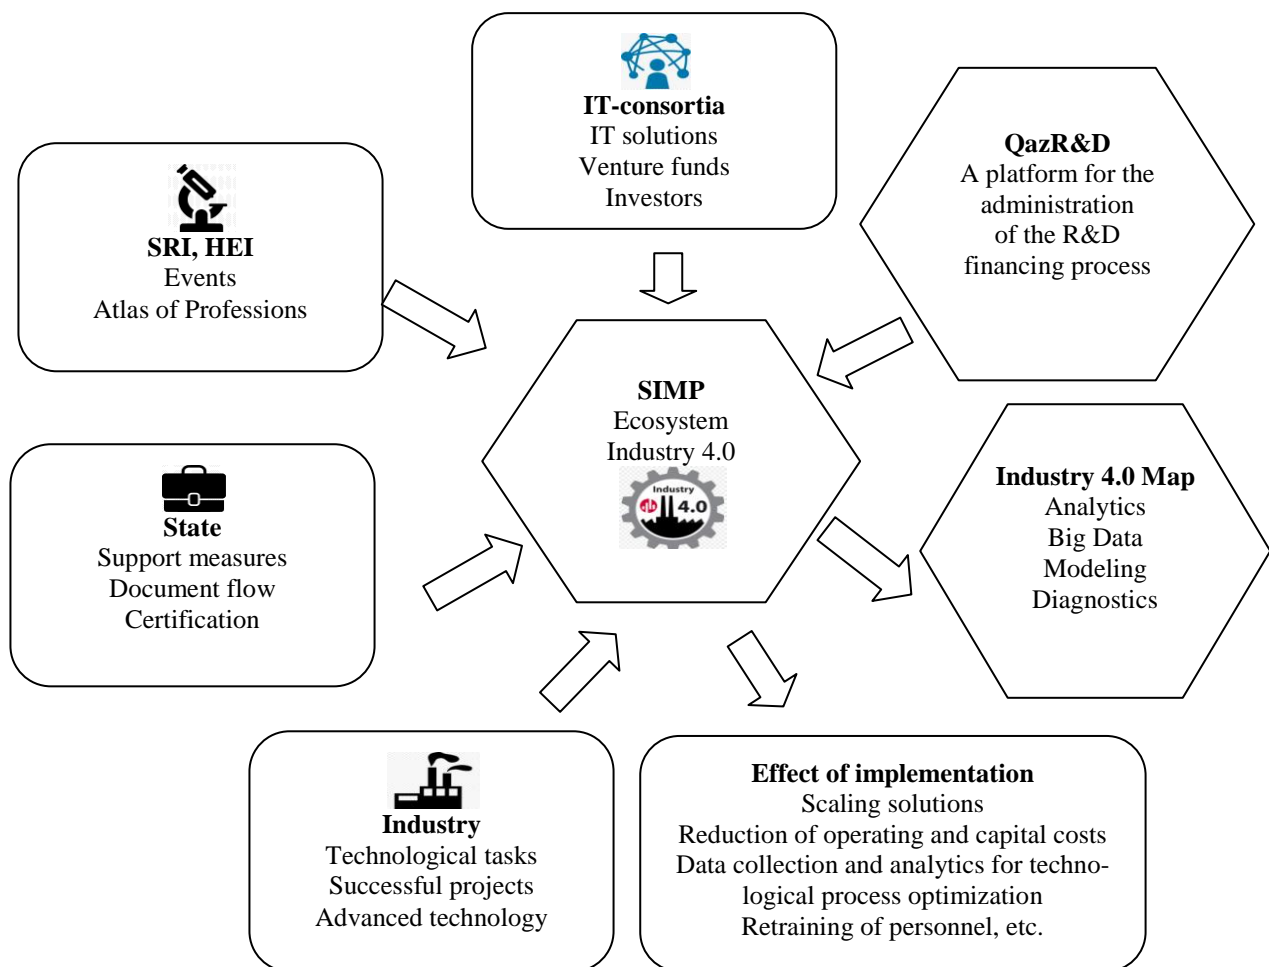 IT-consortia
IT solutions
Venture funds
Investors
QazR&D
A platform for the
administration
of the R&D
financing process
SRI, HEI
Events
Atlas of Professions
SIMP
Ecosystem
Industry 4.0
Industry
4.0
State
Support measures
Document flow
Certification
Industry 4.0 Map
Analytics
Big Data
Modeling
Diagnostics
Industry
Technological tasks
Successful projects
Advanced technology
Effect of implementation
Scaling solutions
Reduction of operating and capital costs
Data collection and analytics for techno-
logical process optimization
Retraining of personnel, etc.